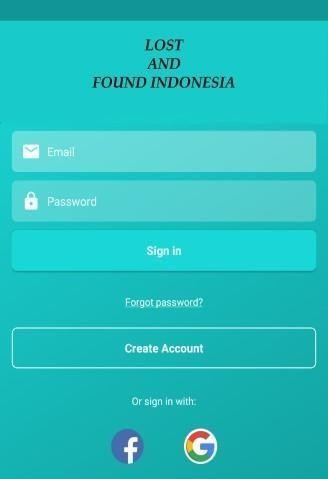 LOST
AND
FOUND INDONESIA
Email
Password
Sign in
Forgot password?
Create Account
Or sign in with: